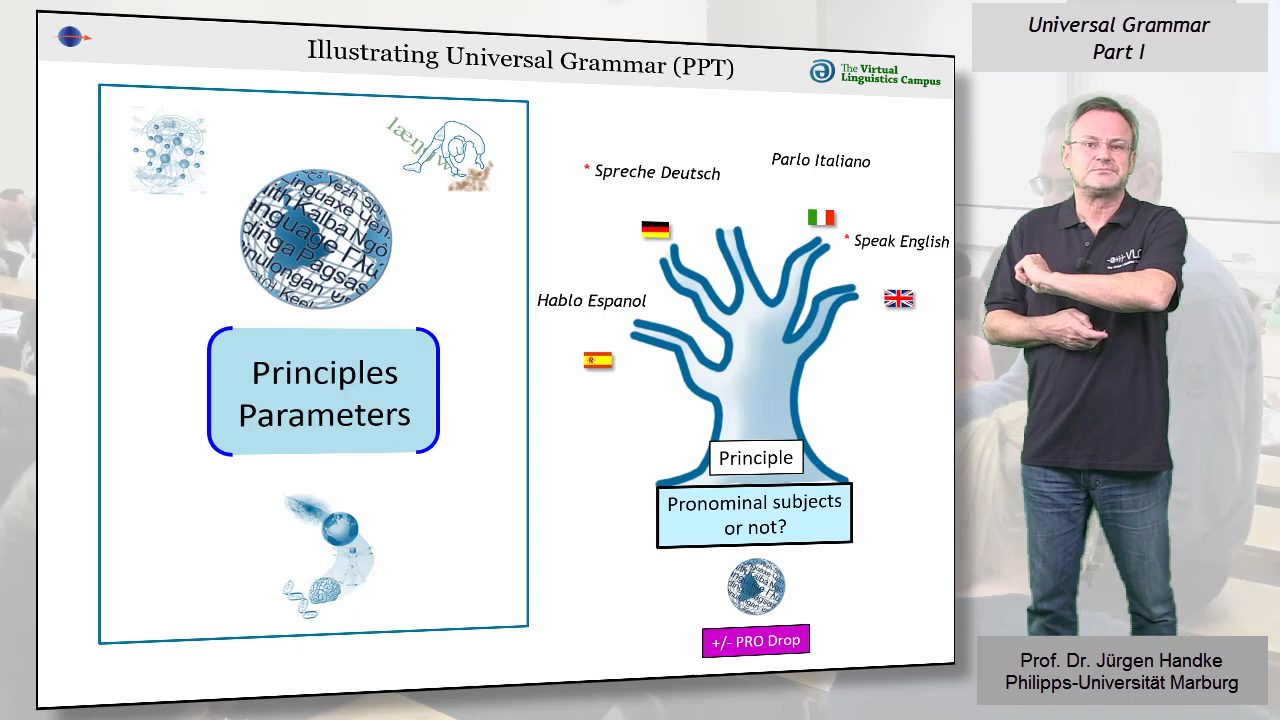 Illustrating Universal Grammar (PPT)
The Virtual
Linguistics Campus
Universal Grammar
Part I
Principles
Parameters
* Spreche Deutsch
Parlo Italiano
* Speak English
Hablo Espanol
Principle
Pronominal subjects
or not?
+/- PRO Drop
VLC
Prof. Dr. Jürgen Handke
Philipps-Universität Marburg